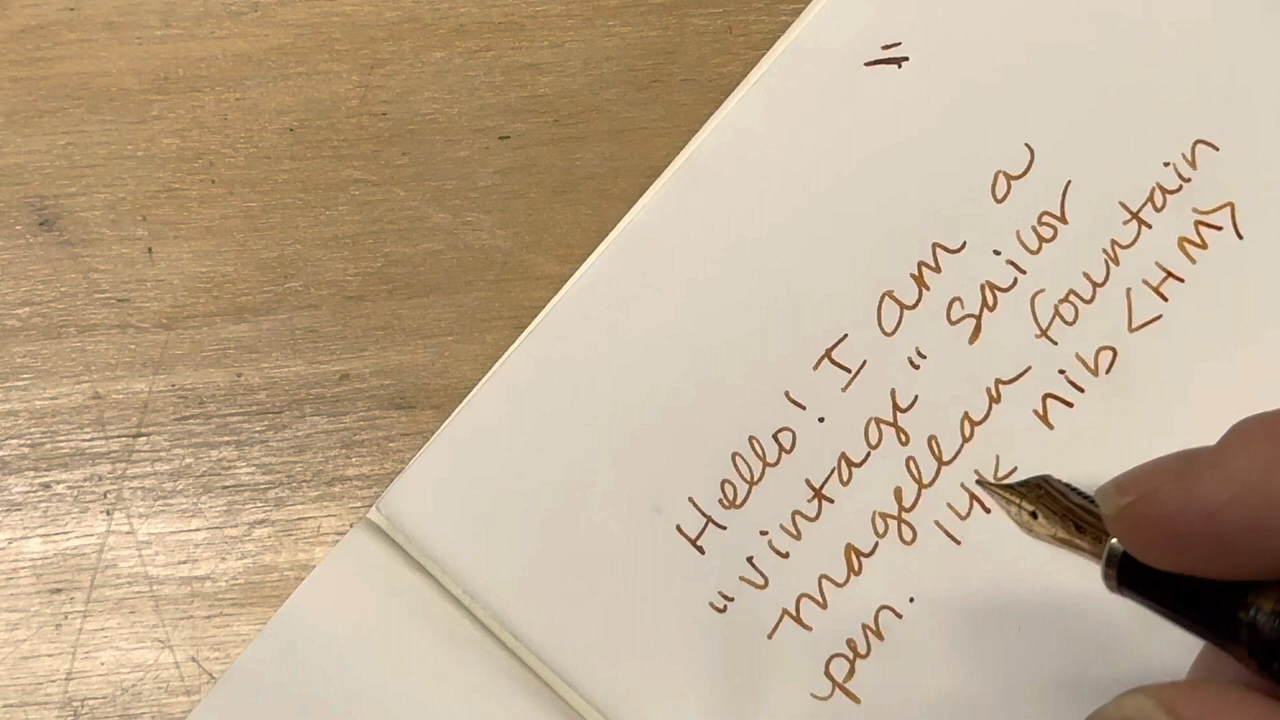 Hello! I am a
"vintage" Sailor
magellan fountain
pen. 14K nib <HM>